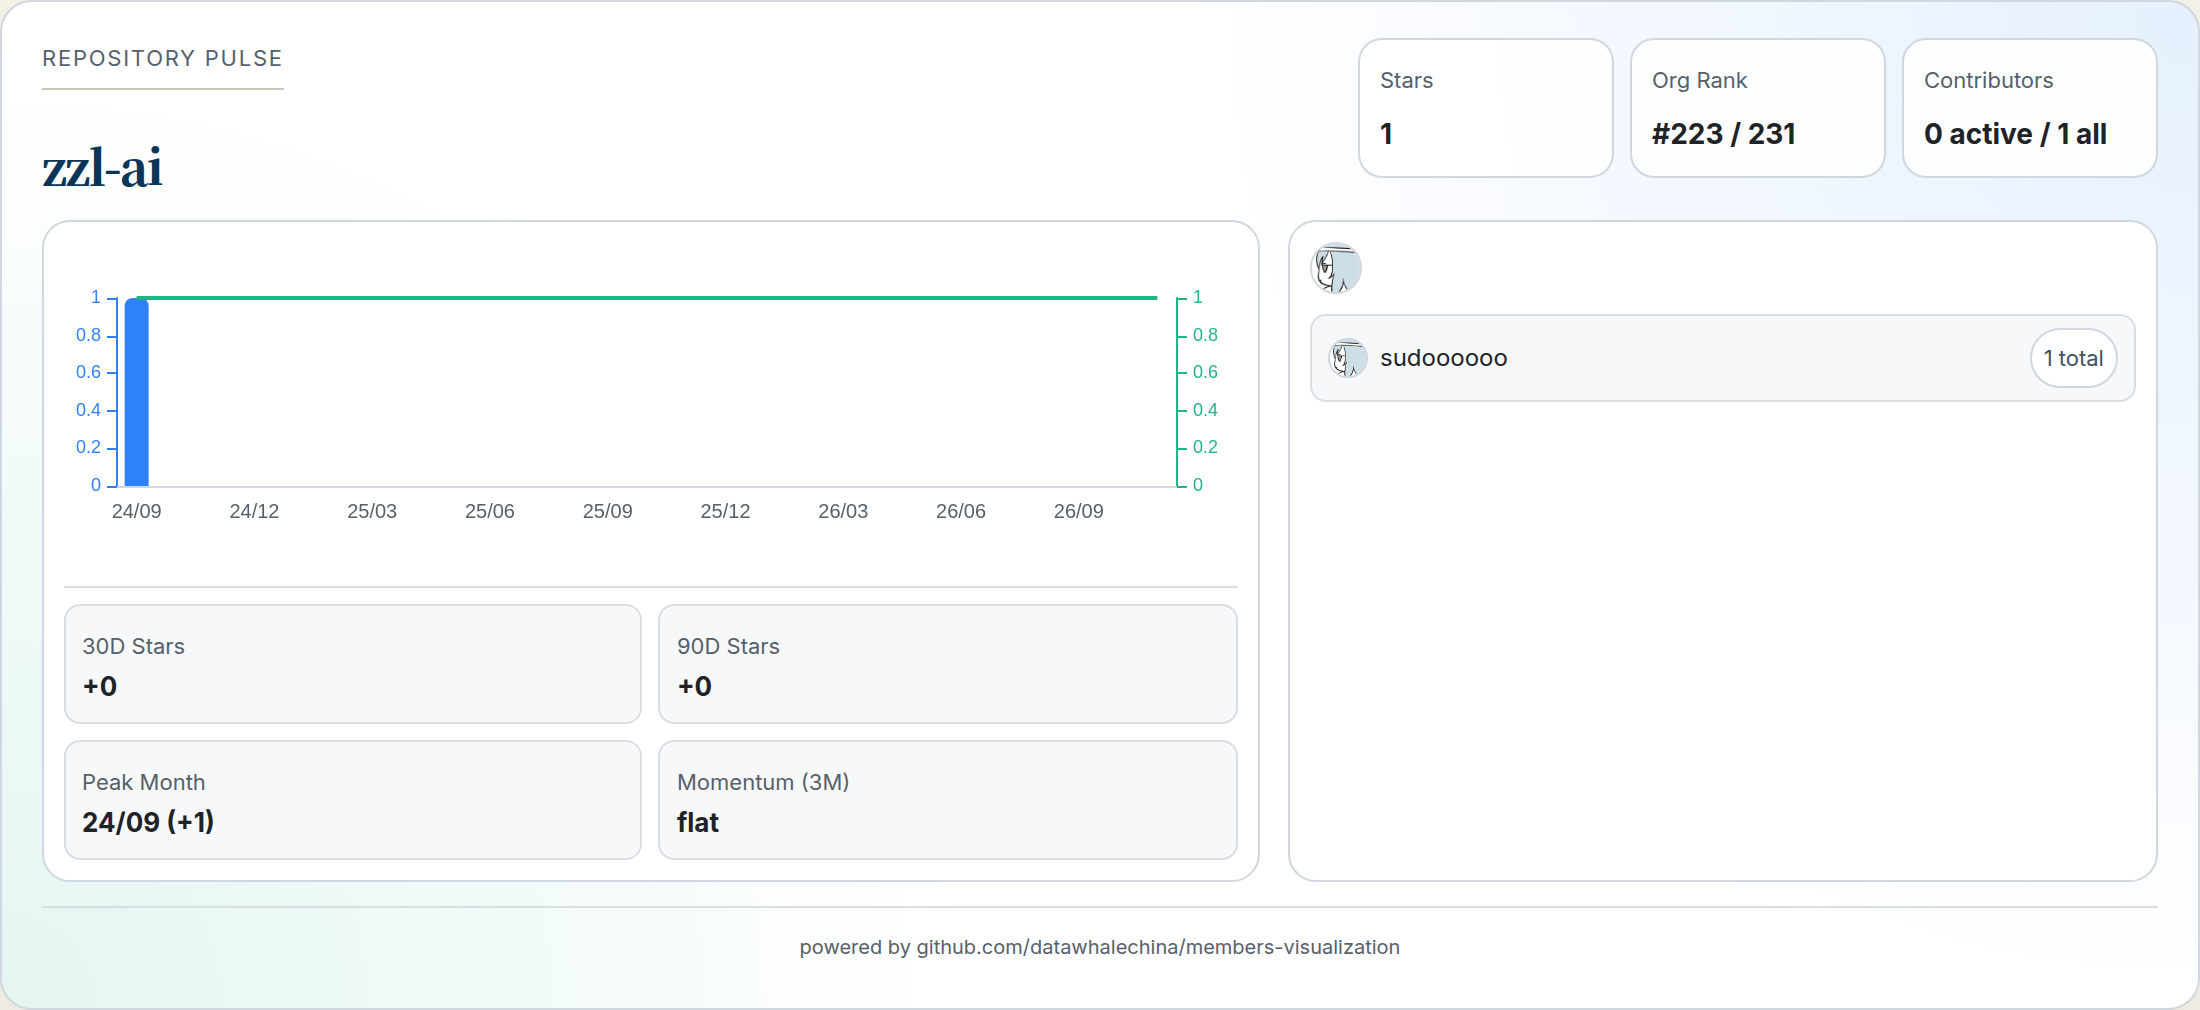 REPOSITORY PULSE
zzl-ai
Stars
1
Org Rank
#223 / 231
Contributors
0 active / 1 all
1
0.8
0.6
0.4
0.2
0
1
0.8
0.6
0.4
0.2
0
24/09 24/12 25/03 25/06 25/09 25/12 26/03 26/06 26/09
30D Stars
+0
90D Stars
+0
Peak Month
24/09 (+1)
Momentum (3M)
flat
sudoooooo
1 total
powered by github.com/datawhalechina/members-visualization